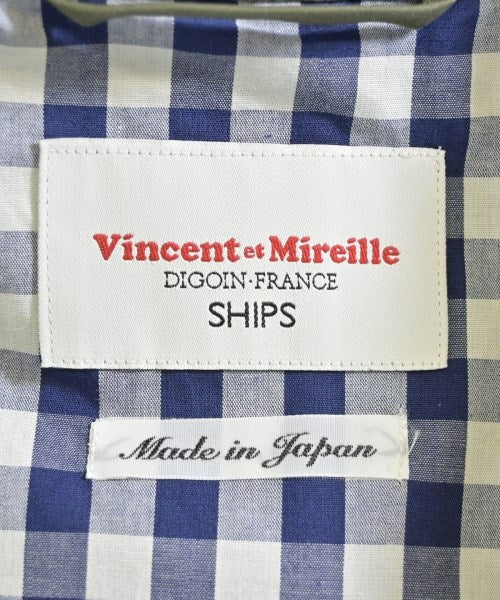 Vincent et Mireille
DIGOIN·FRANCE
SHIPS
Made in Japan